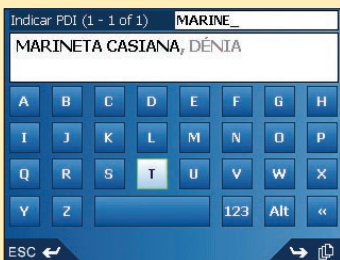 Indicar PDI (1 - 1 of 1) MARINE_
MARINETA CASIANA, DÉNIA
A B C D E F G H
I J K L M N O P
Q R S T U V W X
Y Z 123 Alt «
ESC